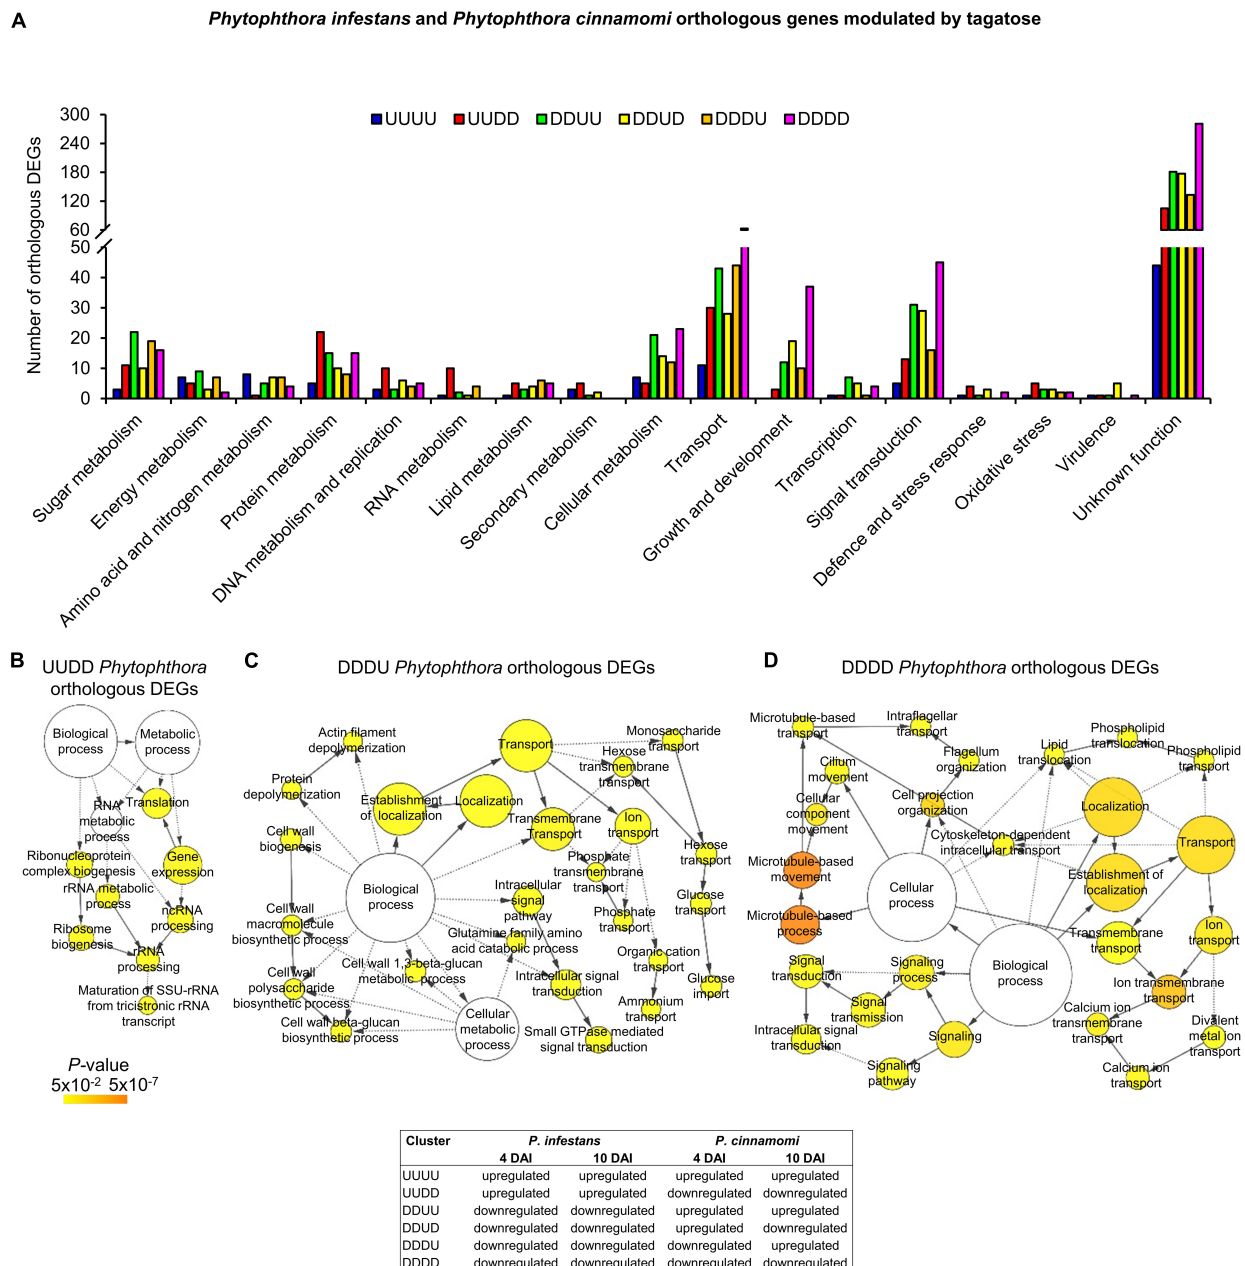 A
Phytophthora infestans and Phytophthora cinnamomi orthologous genes modulated by tagatose
Number of orthologous DEGs
300
240
180
120
60
50
40
30
20
10
0
UUUU UUDD DDUU DDUD DDDU DDDD
Sugar metabolism
Energy metabolism
Amino acid and nitrogen metabolism
Protein metabolism
DNA metabolism and replication
RNA metabolism
Lipid metabolism
Secondary metabolism
Cellular metabolism
Transport
Growth and development
Transcription
Signal transduction
Defence and stress response
Oxidative stress
Virulence
Unknown function
B
UUDD Phytophthora
orthologous DEGs
Biological
process
Metabolic
process
RNA
metabolic
process
Translation
Ribonucleoprotein
complex biogenesis
Gene
expression
rRNA metabolic
process
ncRNA
processing
Ribosome
biogenesis
rRNA
processing
Maturation of SSU-rRNA
from tricistronic rRNA
transcript
P-value
5x10-2 5x10-7
C
DDDU Phytophthora orthologous DEGs
Actin filament
depolymerization
Transport
Monosaccharide
transport
Hexose
transmembrane
transport
Protein
depolymerization
Establishment
of localization
Localization
Transmembrane
Transport
Ion
transport
Cell wall
biogenesis
Hexose
transport
Phosphate
transmembrane
transport
Biological
process
Intracellular
signal
pathway
Glucose
transport
Cell wall
macromolecule
biosynthetic process
Phosphate
transport
Glutamine family amino
acid catabolic process
Organic cation
transport
Cell wall 1,3-beta-glucan
metabolic process
Cell wall
polysaccharide
biosynthetic process
Intracellular signal
transduction
Glucose
import
Ammonium
transport
Cell wall beta-glucan
biosynthetic process
Cellular
metabolic
process
Small GTPase mediated
signal transduction
D
DDDD Phytophthora orthologous DEGs
Microtubule-based
transport
Intraflagellar
transport
Phospholipid
translocation
Lipid
translocation
Phospholipid
transport
Flagellum
organization
Cilium
movement
Cell projection
organization
Cellular
component
movement
Localization
Cytoskeleton-dependent
intracellular transport
Transport
Microtubule-based
movement
Establishment of
localization
Cellular
process
Microtubule-based
process
Transmembrane
transport
Ion
transport
Signal
transduction
Signaling
process
Biological
process
Ion transmembrane
transport
Signal
transmission
Calcium ion
transmembrane
transport
Divalent
metal ion
transport
Intracellular signal
transduction
Signaling
Signaling
pathway
Calcium ion
transport
Cluster P. infestans P. cinnamomi
4 DAI 10 DAI 4 DAI 10 DAI
UUUU upregulated upregulated upregulated upregulated
UUDD upregulated upregulated downregulated downregulated
DDUU downregulated downregulated upregulated upregulated
DDUD downregulated downregulated upregulated downregulated
DDDU downregulated downregulated downregulated upregulated
DDDD downregulated downregulated downregulated downregulated